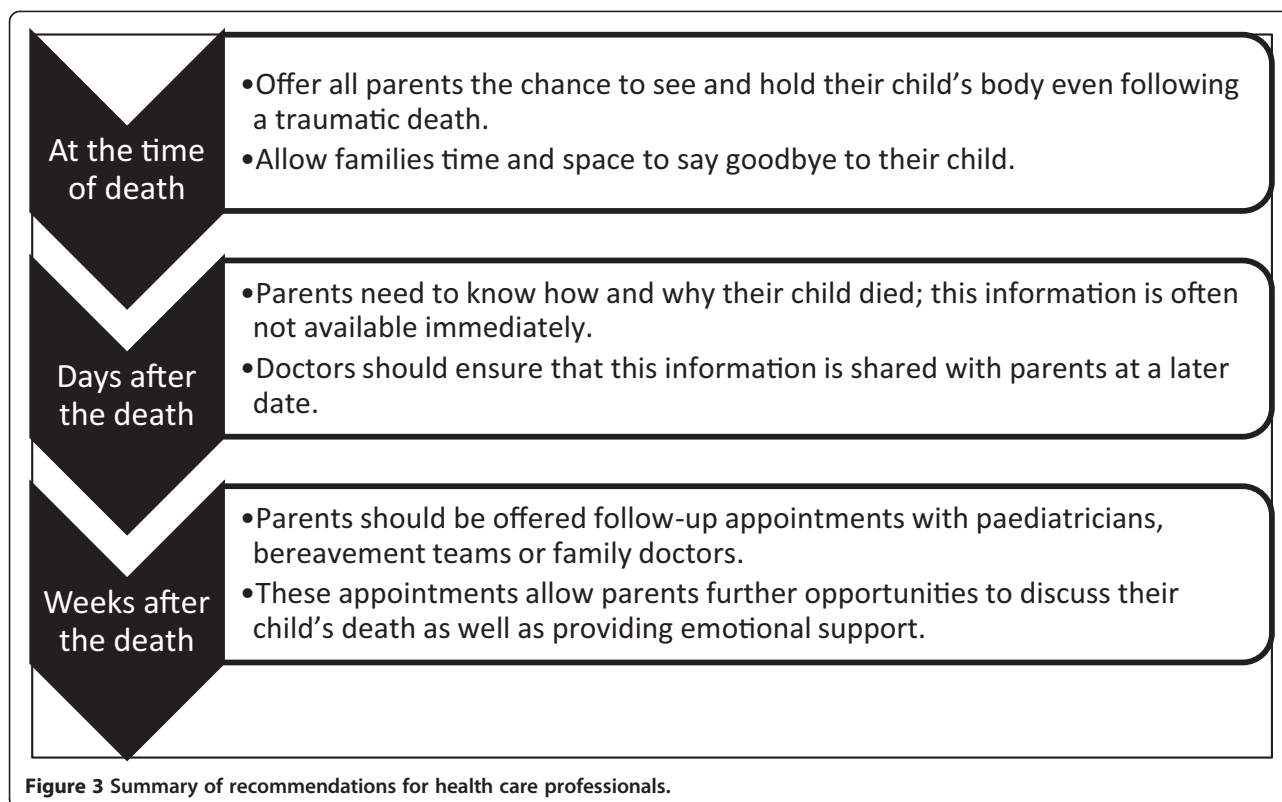 At the time
of death
•Offer all parents the chance to see and hold their child’s body even following
a traumatic death.
•Allow families time and space to say goodbye to their child.
Days after
the death
•Parents need to know how and why their child died; this information is often
not available immediately.
•Doctors should ensure that this information is shared with parents at a later
date.
Weeks after
the death
•Parents should be offered follow-up appointments with paediatricians,
bereavement teams or family doctors.
•These appointments allow parents further opportunities to discuss their
child’s death as well as providing emotional support.
Figure 3 Summary of recommendations for health care professionals.